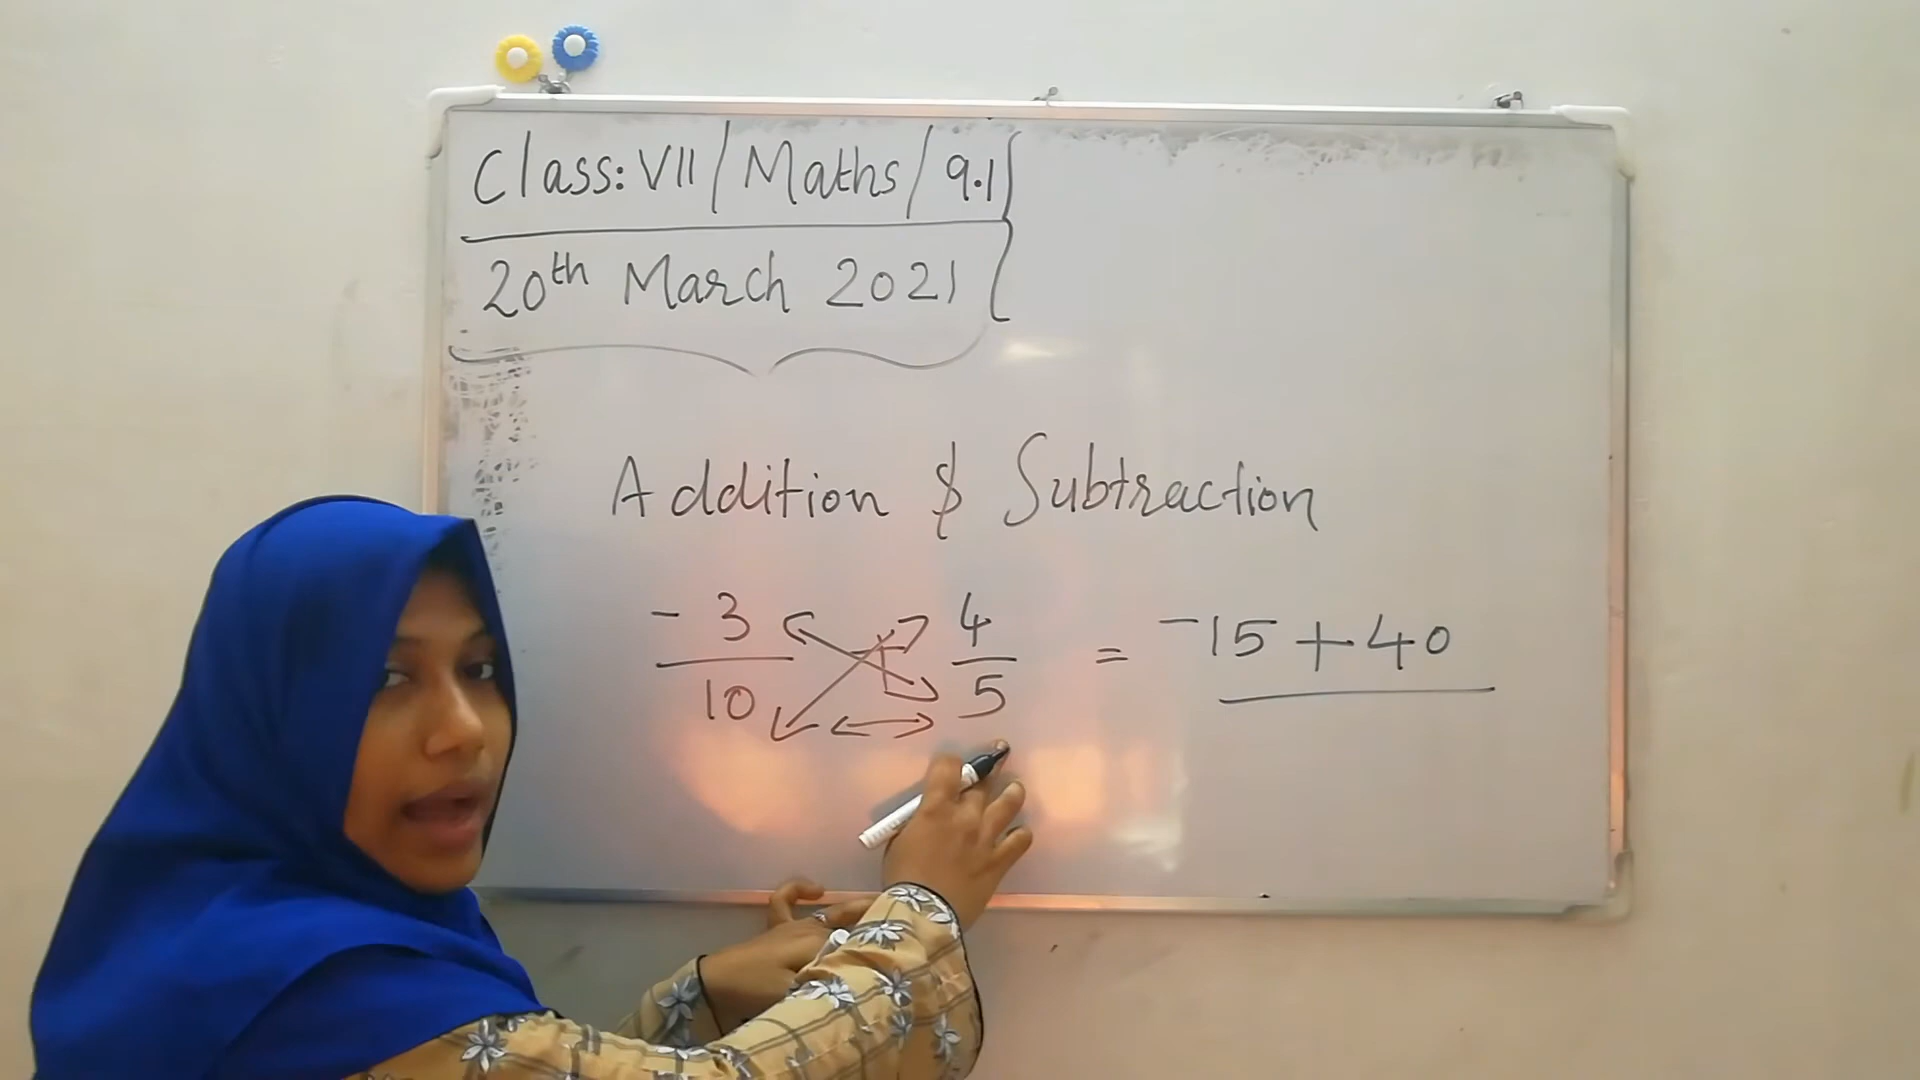 Class: VII / Maths / 9.1
20th March 2021
Addition & Subtraction
-3/10 + 4/5 = -15 + 40